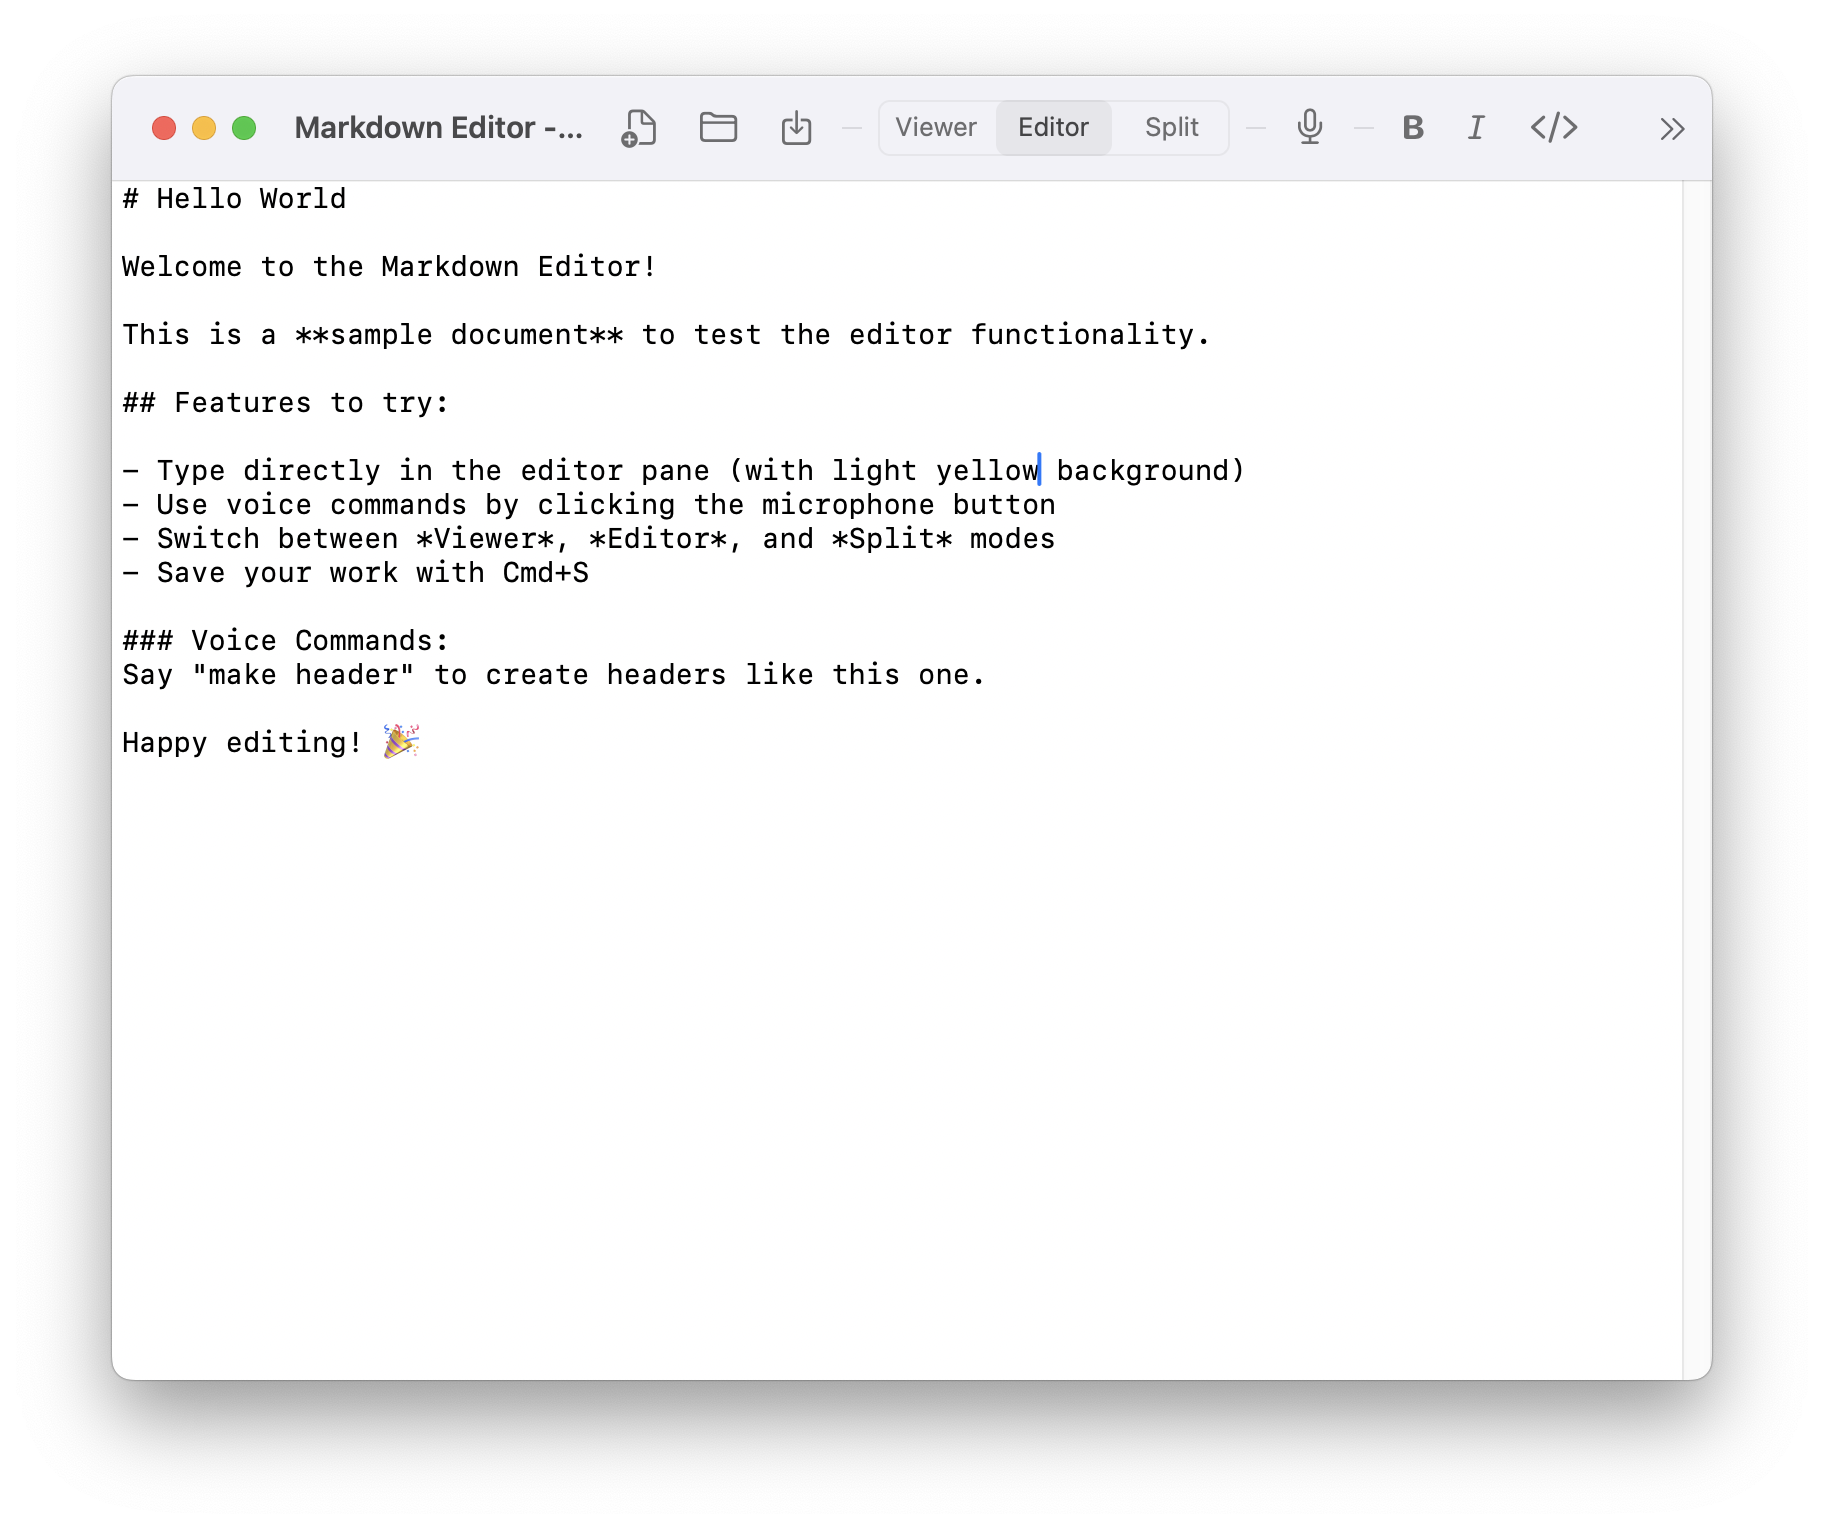 Markdown Editor -...
Viewer Editor Split
B I </>
# Hello World
Welcome to the Markdown Editor!
This is a **sample document** to test the editor functionality.
## Features to try:
- Type directly in the editor pane (with light yellow background)
- Use voice commands by clicking the microphone button
- Switch between *Viewer*, *Editor*, and *Split* modes
- Save your work with Cmd+S
### Voice Commands:
Say "make header" to create headers like this one.
Happy editing! 🎉